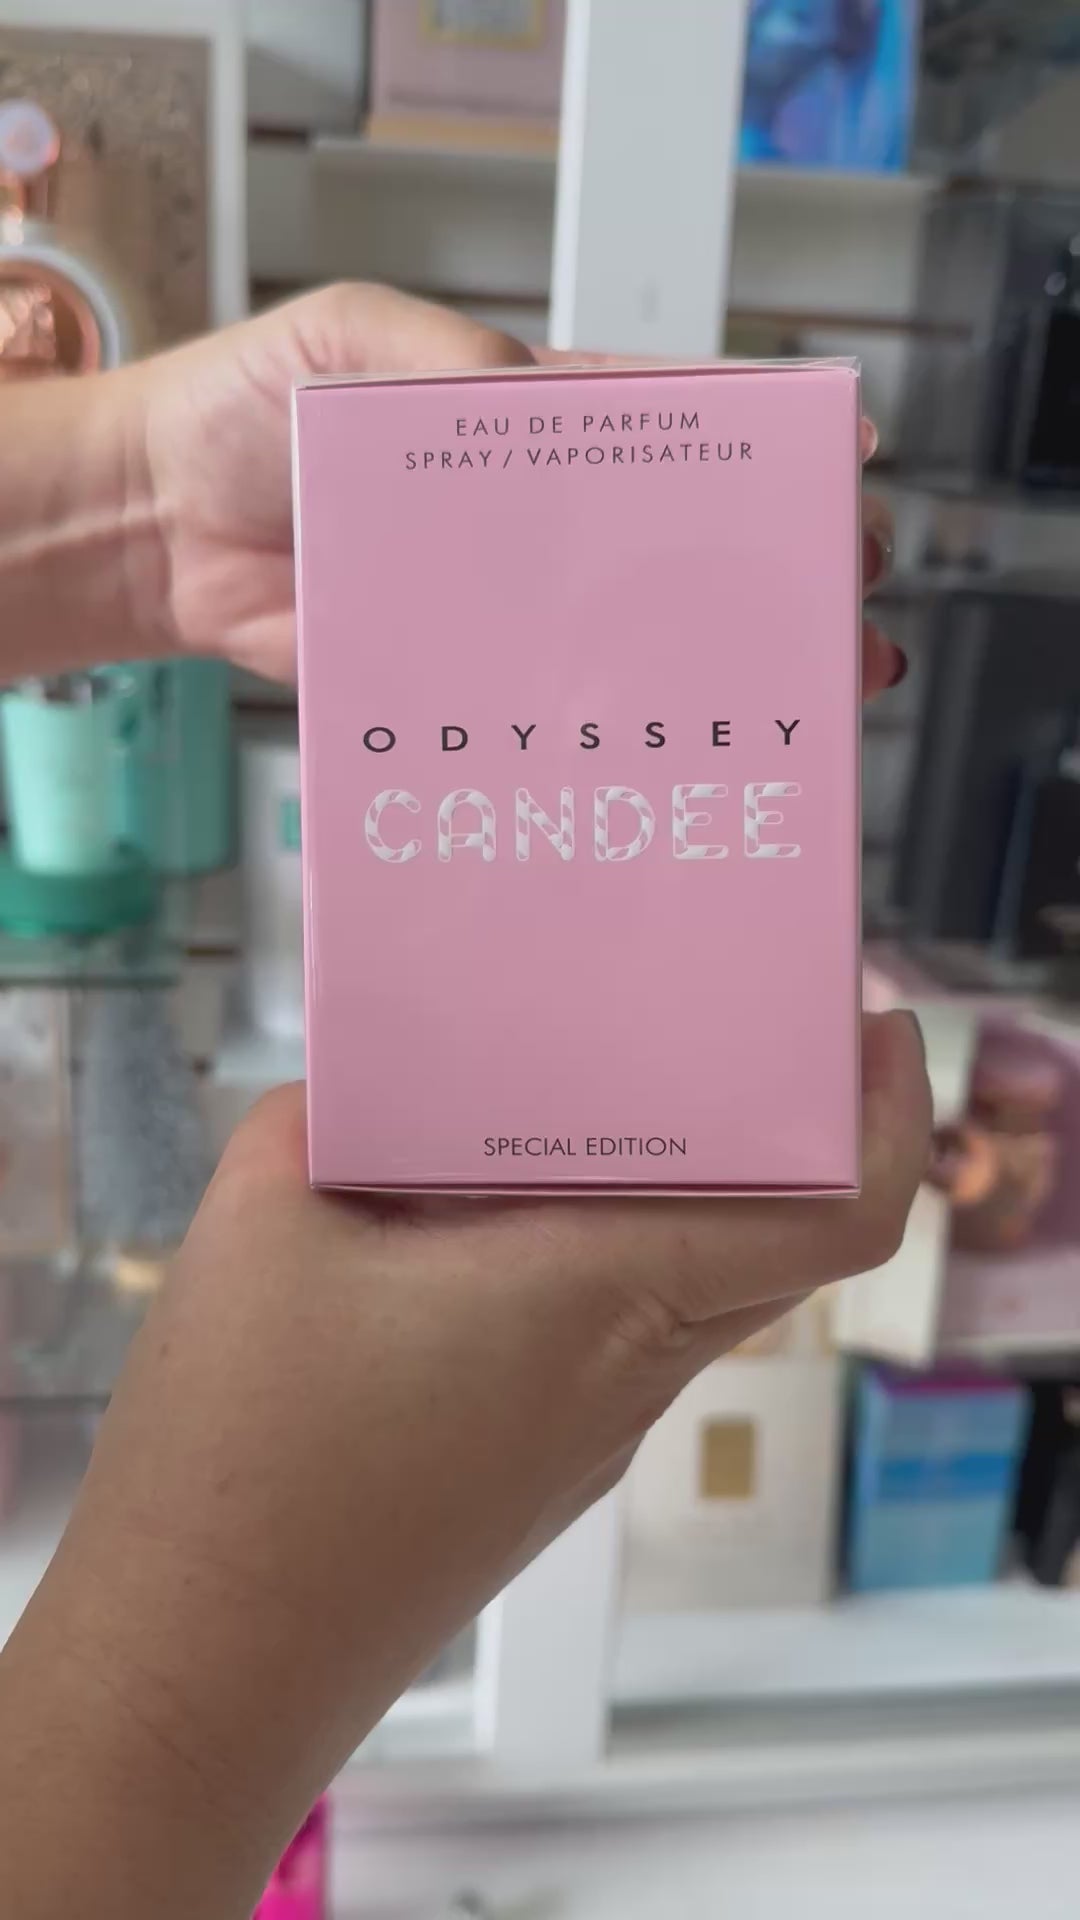 EAU DE PARFUM
SPRAY / VAPORISATEUR
ODYSSEY
CANDEE
SPECIAL EDITION